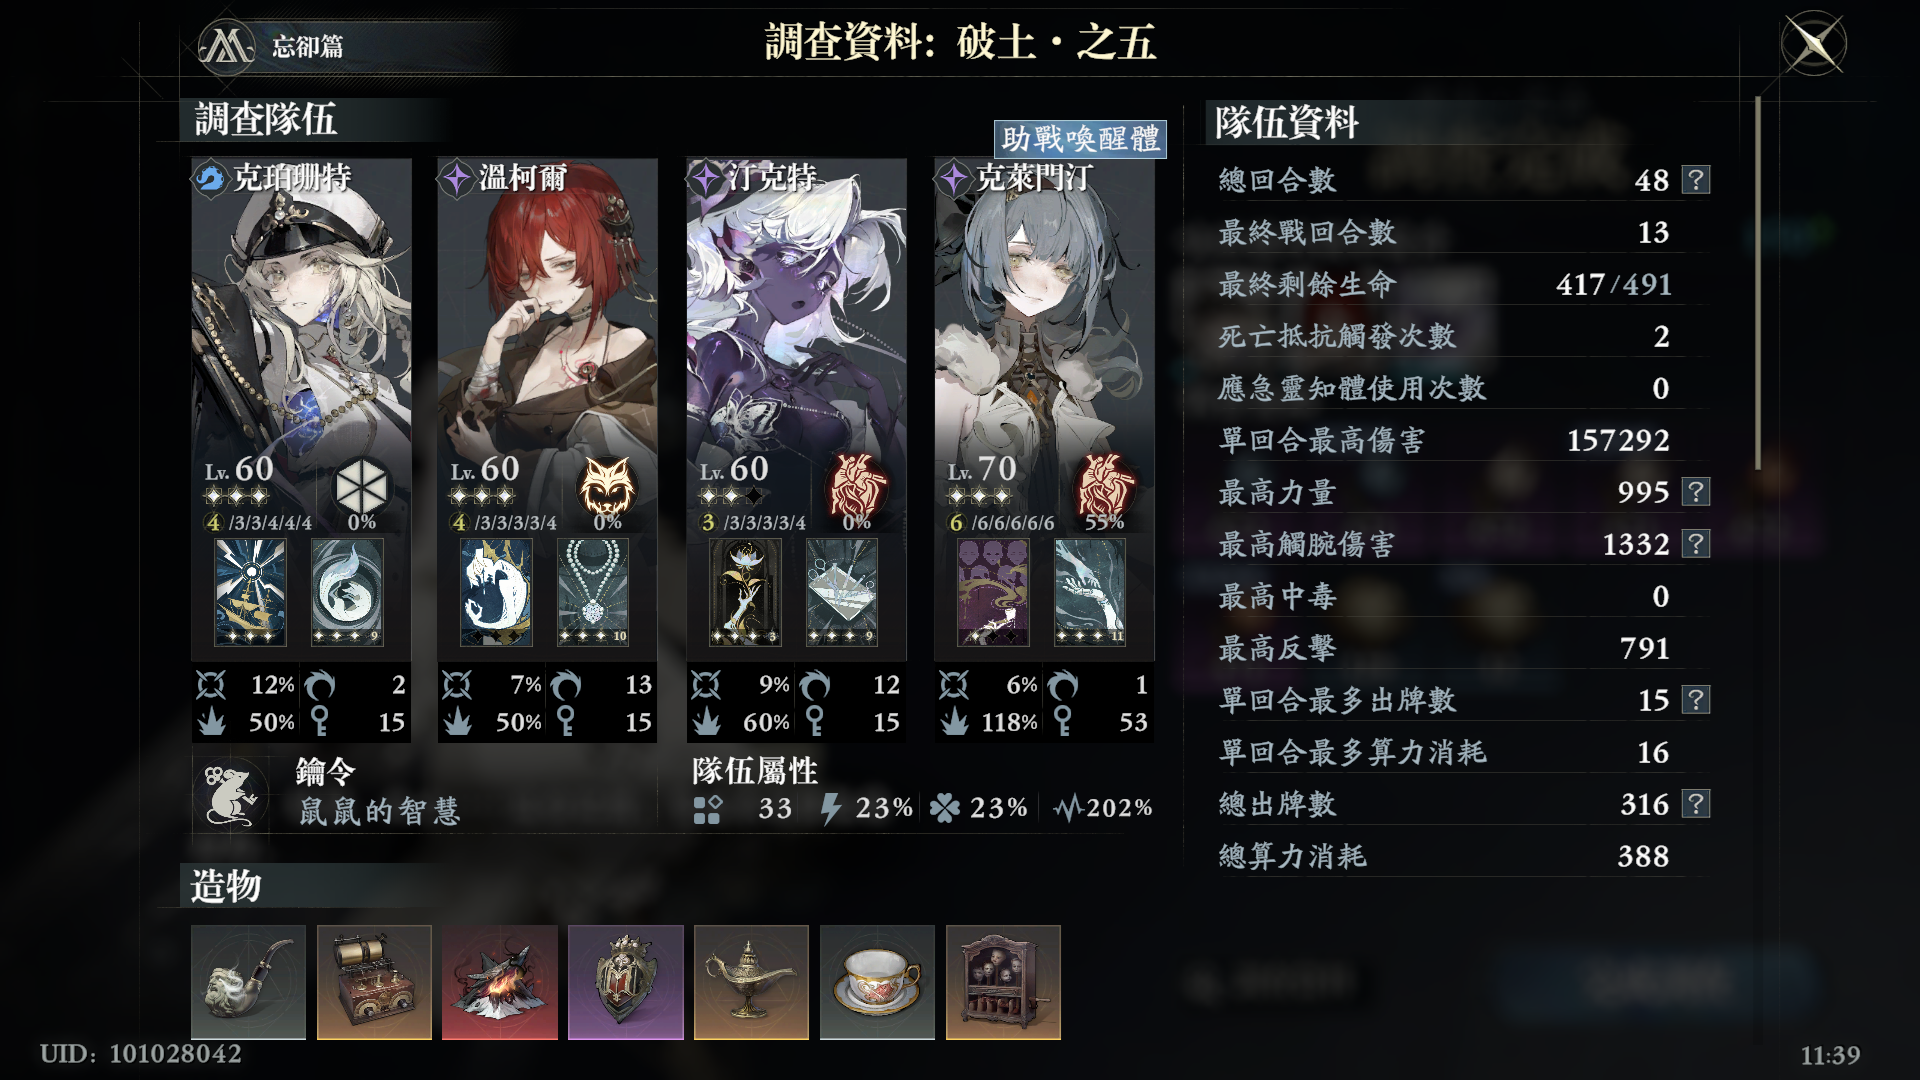 忘卻篇
調查資料: 破土·之五
調查隊伍
助戰喚醒體
克珀珊特
溫柯爾
汀克特
克萊門汀
Lv. 60
4 /3/3/4/4/4
0%
Lv. 60
4 /3/3/3/3/4
0%
Lv. 60
3 /3/3/3/3/4
0%
Lv. 70
6 /6/6/6/6/6
55%
9
10
3
9
11
12% 2
50% 15
7% 13
50% 15
9% 12
60% 15
6% 1
118% 53
鑰令
鼠鼠的智慧
隊伍屬性
33 23% 23% 202%
造物
隊伍資料
總回合數 48 ?
最終戰回合數 13
最終剩餘生命 417/491
死亡抵抗觸發次數 2
應急靈知體使用次數 0
單回合最高傷害 157292
最高力量 995 ?
最高觸腕傷害 1332 ?
最高中毒 0
最高反擊 791
單回合最多出牌數 15 ?
單回合最多算力消耗 16
總出牌數 316 ?
總算力消耗 388
UID: 101028042
11:39